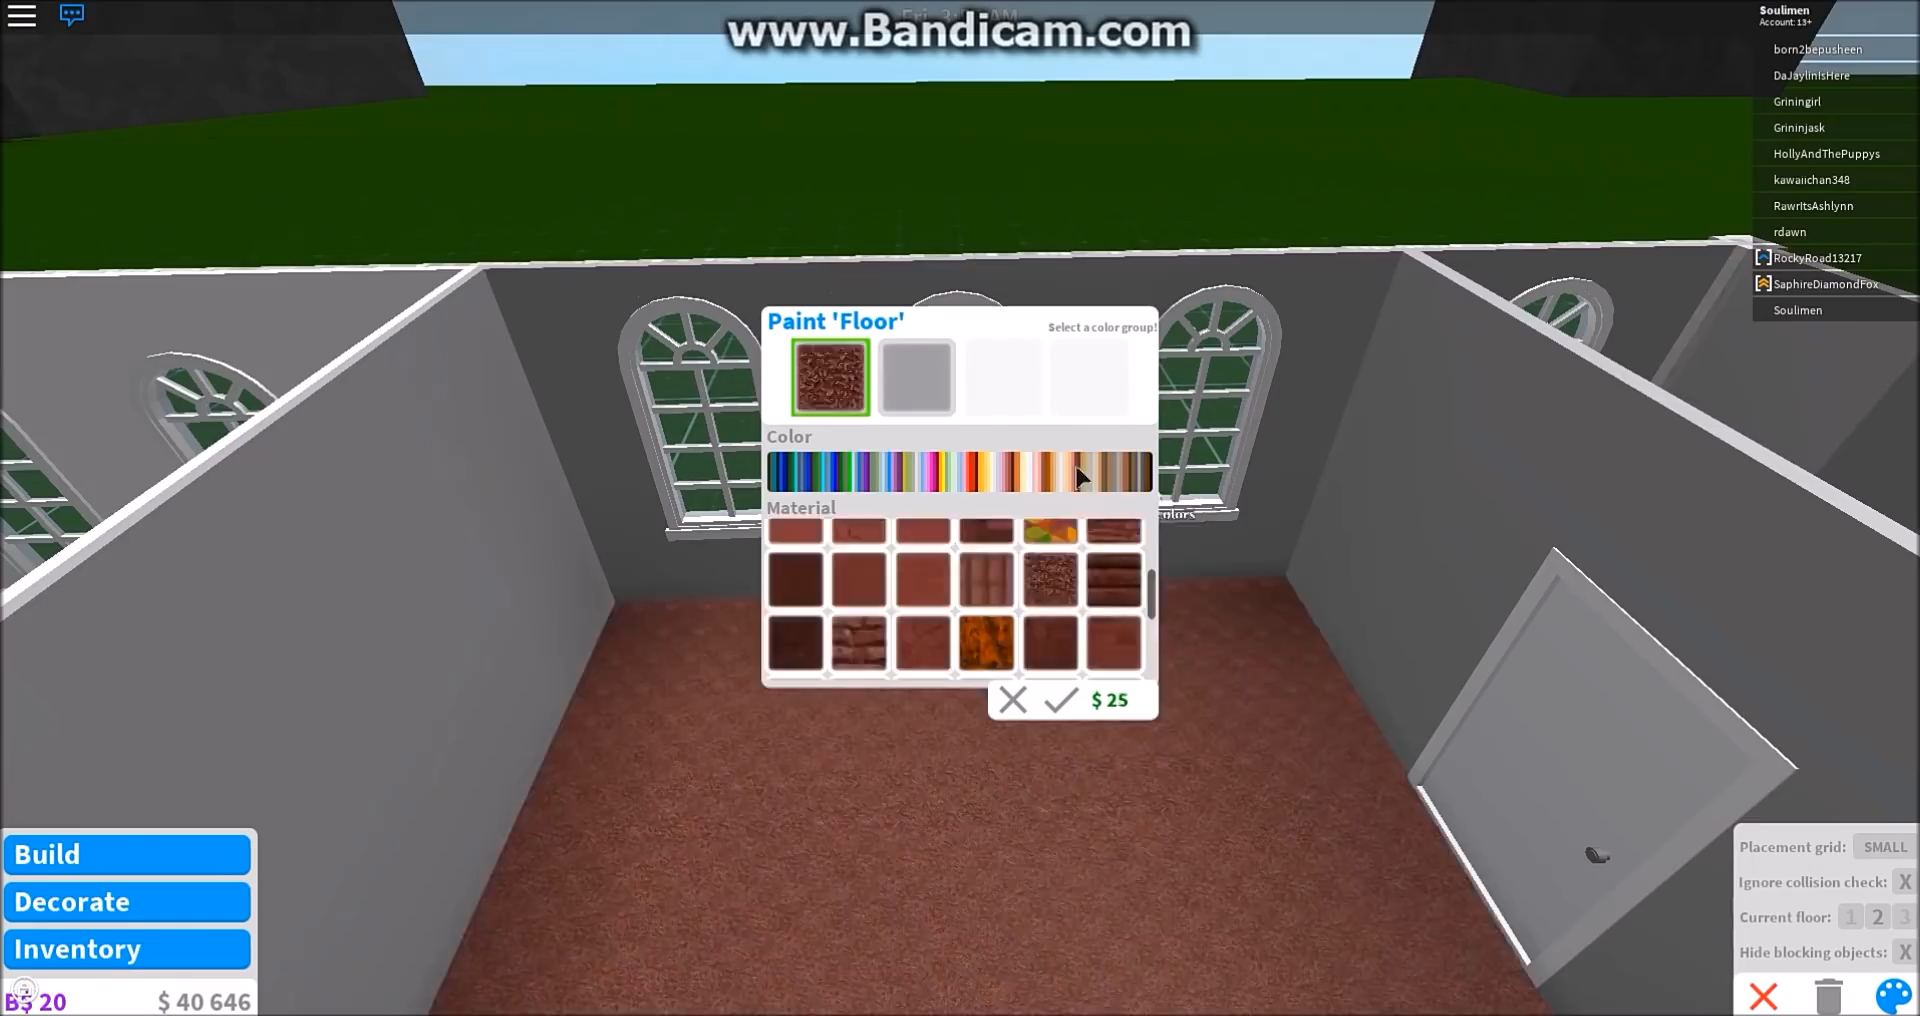 www.Bandicam.com
Soulimen
Account: 13+
born2bepusheen
DaJaylinIsHere
Griningirl
Grininjask
HollyAndThePuppys
kawaiichan348
RawrItsAshlynn
rdawn
RockyRoad13217
SaphireDiamondFox
Soulimen
Paint 'Floor'
Select a color group!
Color
Material
$ 25
Build
Decorate
Inventory
B$ 20
$ 40 646
Placement grid: SMALL
Ignore collision check: X
Current floor: 1 2 3
Hide blocking objects: X